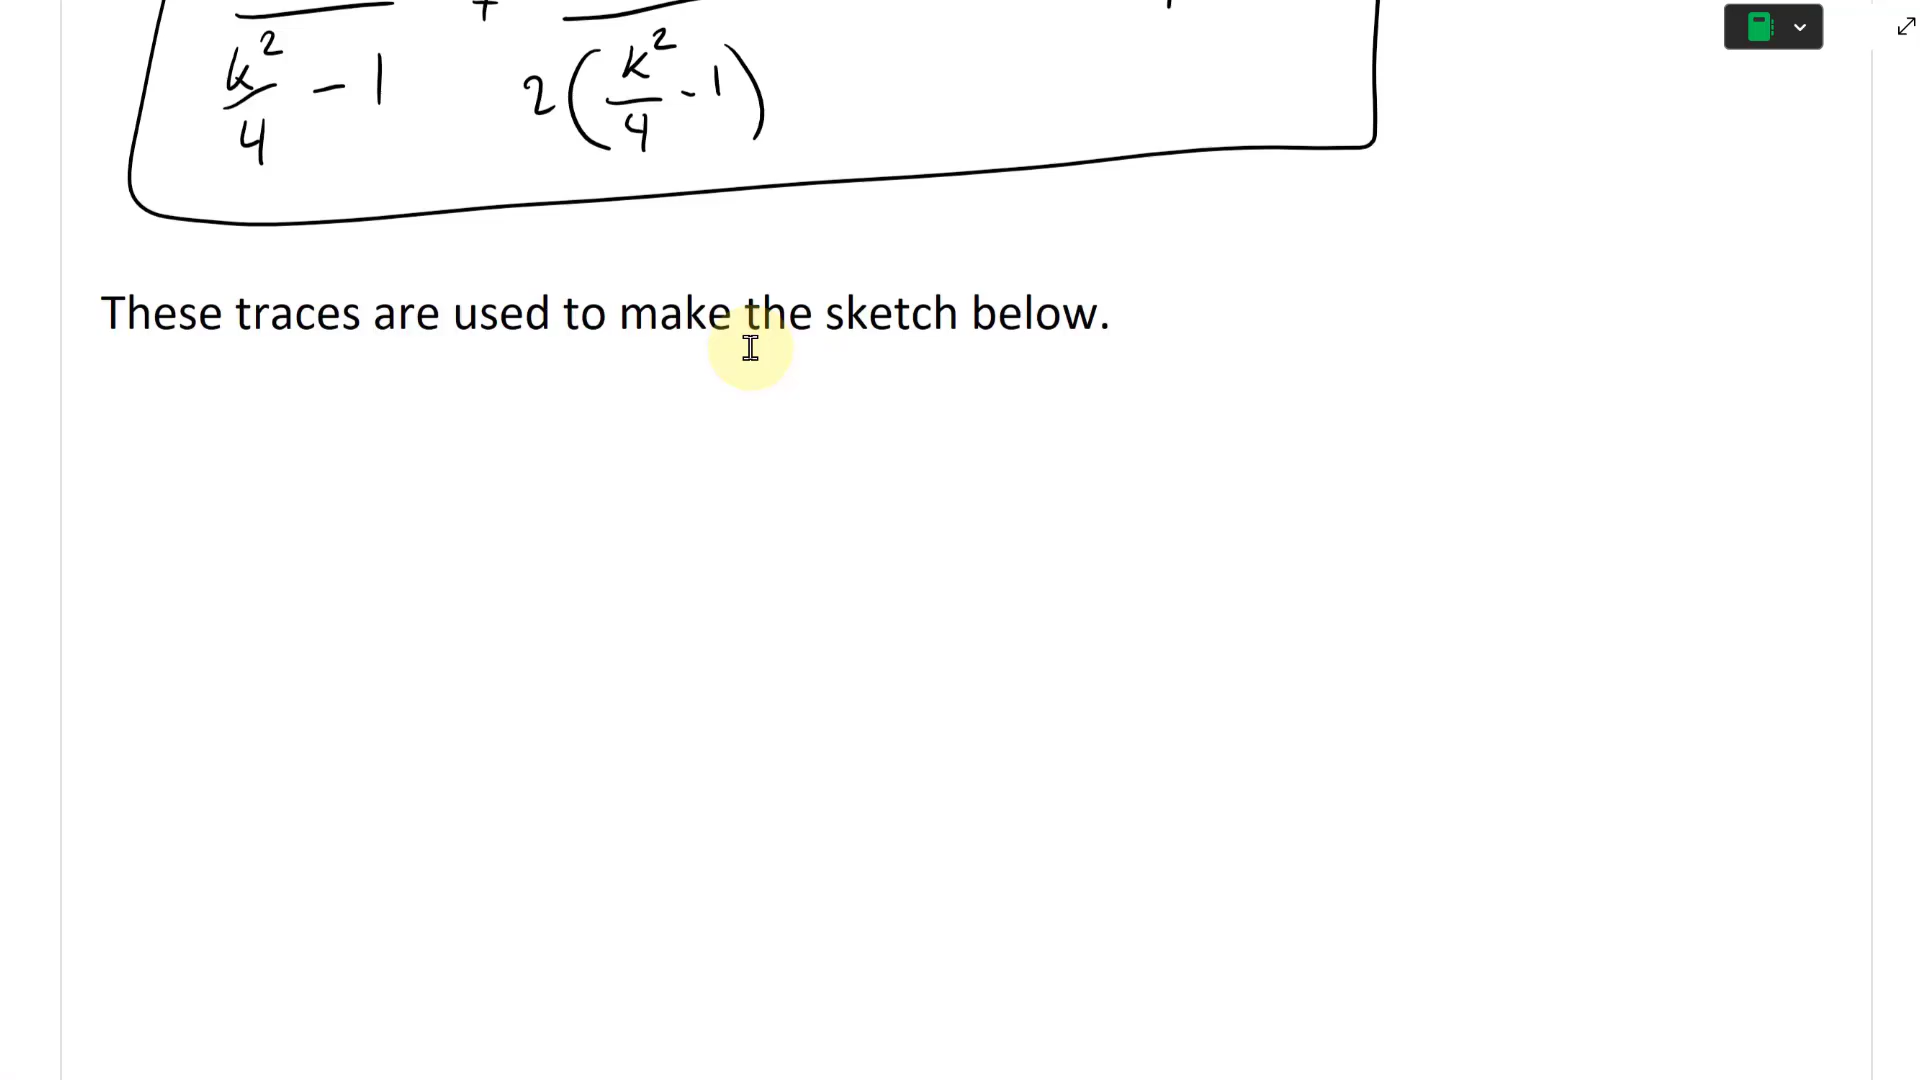 +
k²/4 - 1    2(k²/4 - 1)
These traces are used to make the sketch below.